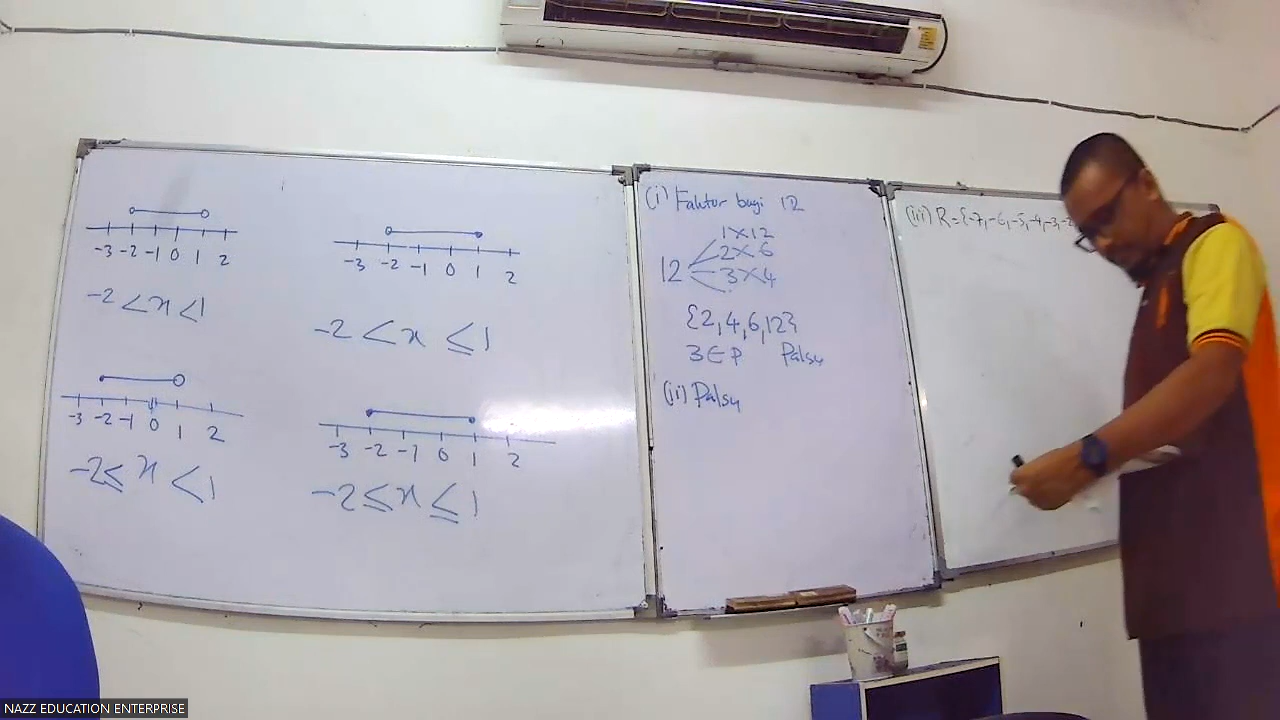 -3 -2 -1 0 1 2
-2 < x < 1
-3 -2 -1 0 1 2
-2 < x ≤ 1
-3 -2 -1 0 1 2
-2 ≤ x < 1
-3 -2 -1 0 1 2
-2 ≤ x ≤ 1
(i) Faktor bagi 12
1×12
2×6
12
3×4
{2,4,6,12}
3∈P Palsu
(ii) Palsu
(iii) R={-7,-6,-5,-4,-3,-2
NAZZ EDUCATION ENTERPRISE